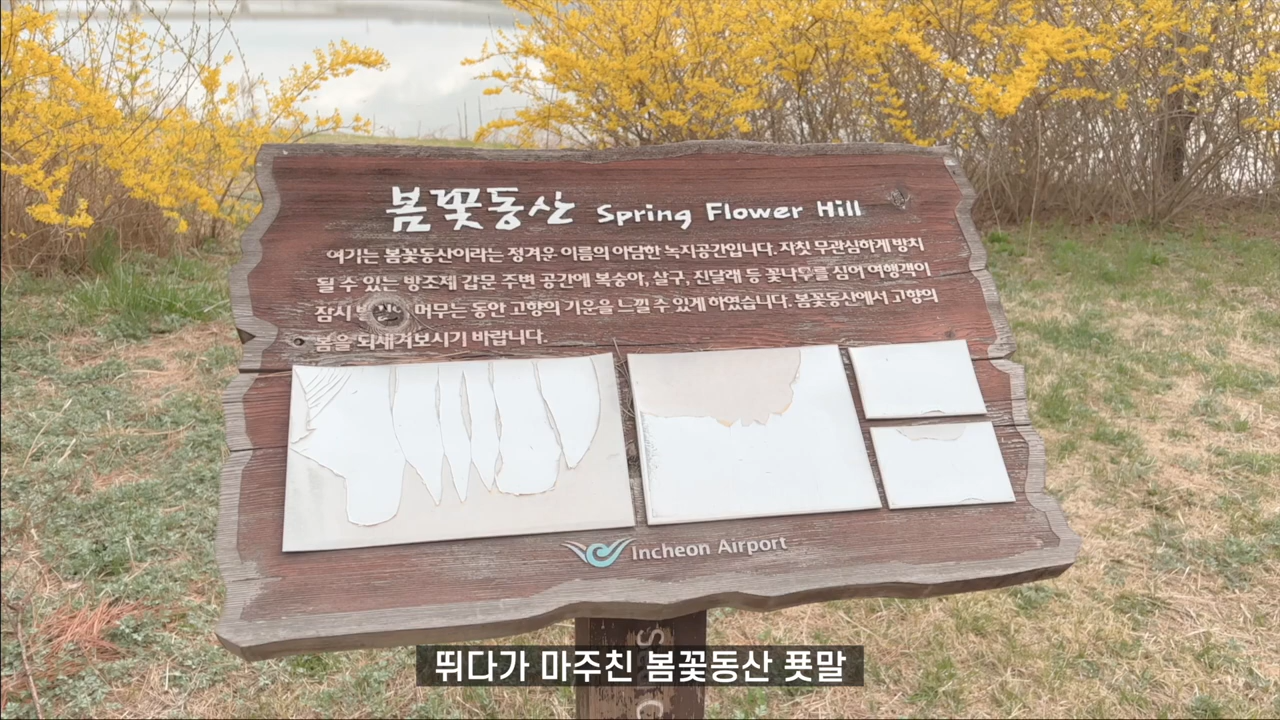 봄꽃동산 Spring Flower Hill
여기는 봄꽃동산이라는 정겨운 이름의 아담한 녹지공간입니다. 자칫 무관심하게 방치
될 수 있는 방조제 갑문 주변 공간에 복숭아, 살구, 진달래 등 꽃나무를 심어 여행객이
잠시 머무는 동안 고향의 기운을 느낄 수 있게 하였습니다. 봄꽃동산에서 고향의
봄을 되새겨보시기 바랍니다.
Incheon Airport
뛰다가 마주친 봄꽃동산 푯말